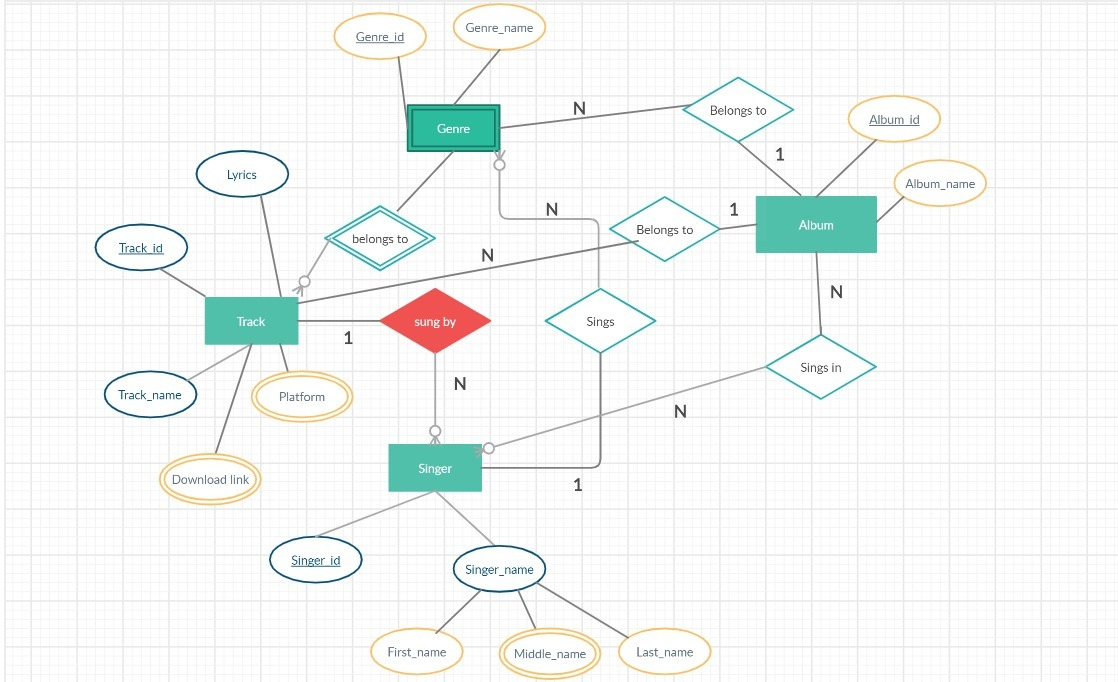 Genre_id
Genre_name
Genre
N
Belongs to
Album_id
1
Lyrics
Album_name
N
1
Album
Belongs to
belongs to
Track_id
N
N
Track
sung by
Sings
1
Sings in
N
Track_name
Platform
N
Singer
Download link
1
Singer_id
Singer_name
First_name
Middle_name
Last_name